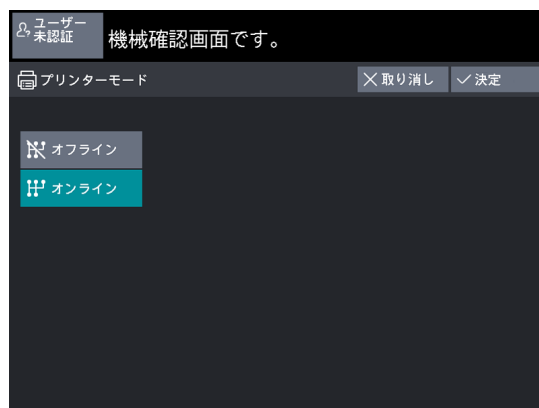 ユーザー
未認証
機械確認画面です。
プリンターモード
取り消し
決定
オフライン
オンライン